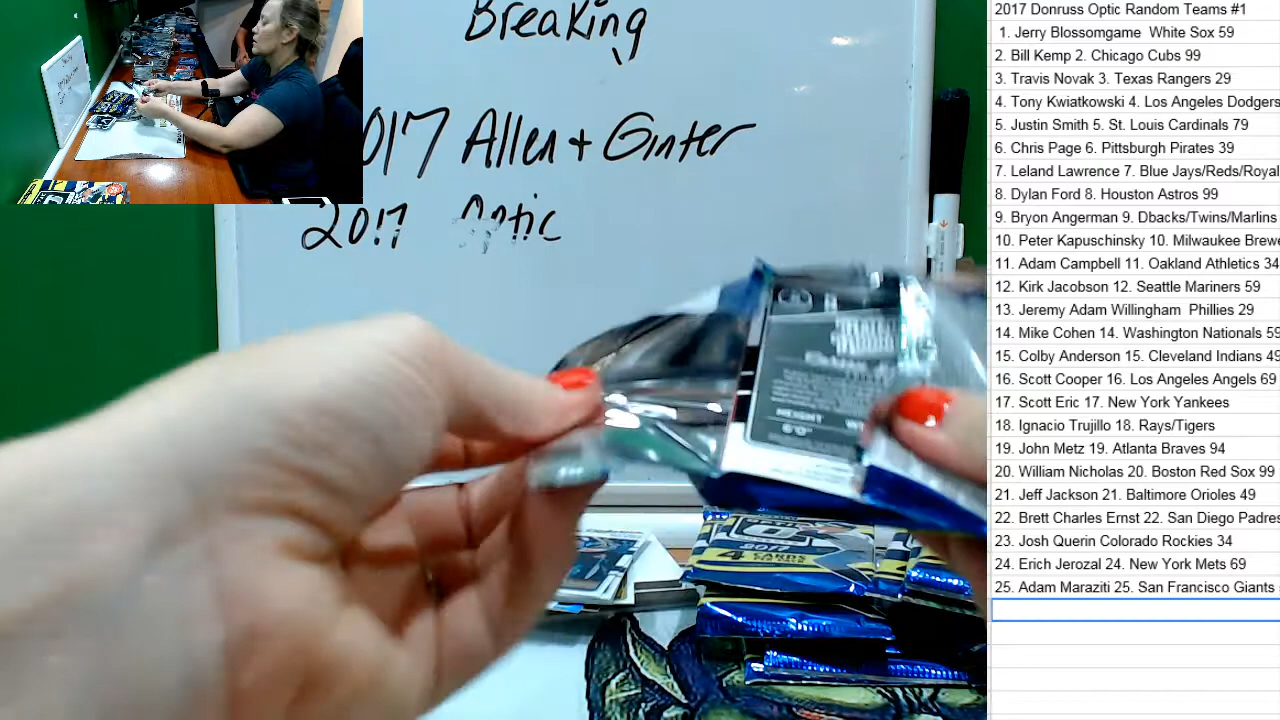 Breaking
017 Allen + Ginter
2017 Optic
2017
4 CARDS
HEIGHT
6'0"
2017 Donruss Optic Random Teams #1
1. Jerry Blossomgame White Sox 59
2. Bill Kemp 2. Chicago Cubs 99
3. Travis Novak 3. Texas Rangers 29
4. Tony Kwiatkowski 4. Los Angeles Dodgers
5. Justin Smith 5. St. Louis Cardinals 79
6. Chris Page 6. Pittsburgh Pirates 39
7. Leland Lawrence 7. Blue Jays/Reds/Royal
8. Dylan Ford 8. Houston Astros 99
9. Bryon Angerman 9. Dbacks/Twins/Marlins
10. Peter Kapuschinsky 10. Milwaukee Brewe
11. Adam Campbell 11. Oakland Athletics 34
12. Kirk Jacobson 12. Seattle Mariners 59
13. Jeremy Adam Willingham Phillies 29
14. Mike Cohen 14. Washington Nationals 59
15. Colby Anderson 15. Cleveland Indians 49
16. Scott Cooper 16. Los Angeles Angels 69
17. Scott Eric 17. New York Yankees
18. Ignacio Trujillo 18. Rays/Tigers
19. John Metz 19. Atlanta Braves 94
20. William Nicholas 20. Boston Red Sox 99
21. Jeff Jackson 21. Baltimore Orioles 49
22. Brett Charles Ernst 22. San Diego Padres
23. Josh Querin Colorado Rockies 34
24. Erich Jerozal 24. New York Mets 69
25. Adam Maraziti 25. San Francisco Giants